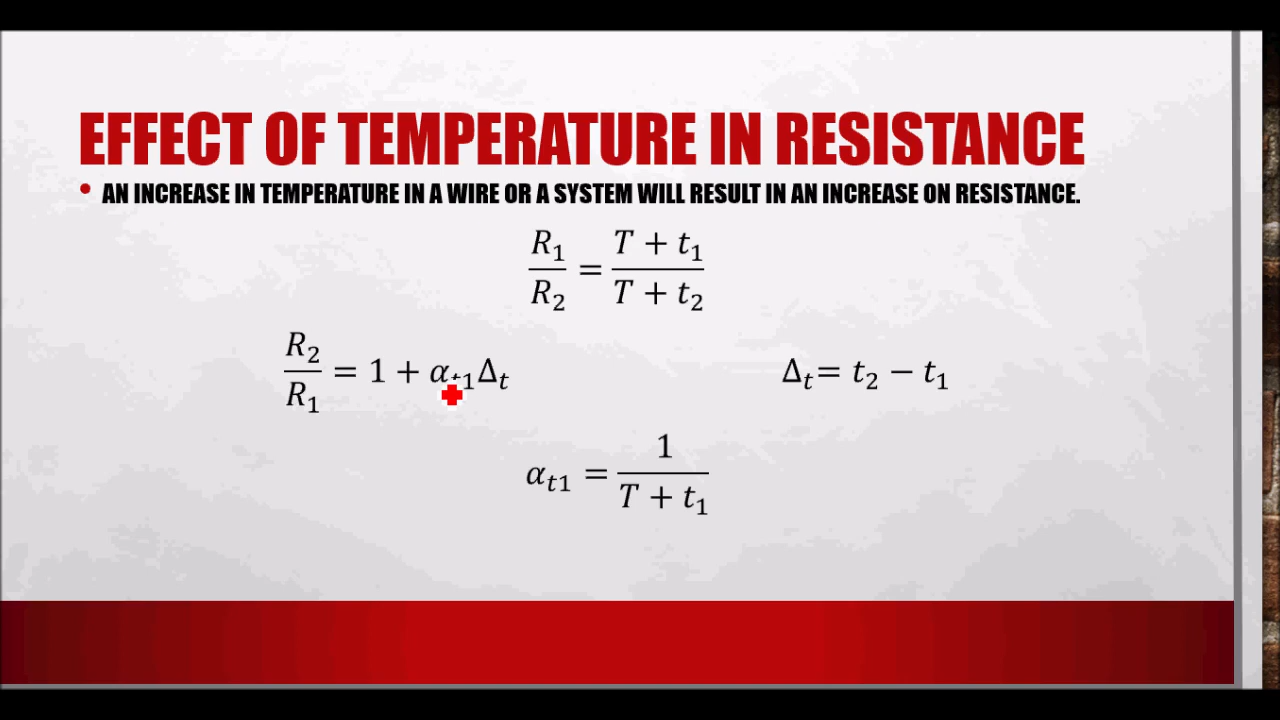 EFFECT OF TEMPERATURE IN RESISTANCE
• AN INCREASE IN TEMPERATURE IN A WIRE OR A SYSTEM WILL RESULT IN AN INCREASE ON RESISTANCE.
R₁/R₂ = (T + t₁)/(T + t₂)
R₂/R₁ = 1 + αₜ₁Δₜ    Δₜ= t₂ − t₁
αₜ₁ = 1/(T + t₁)